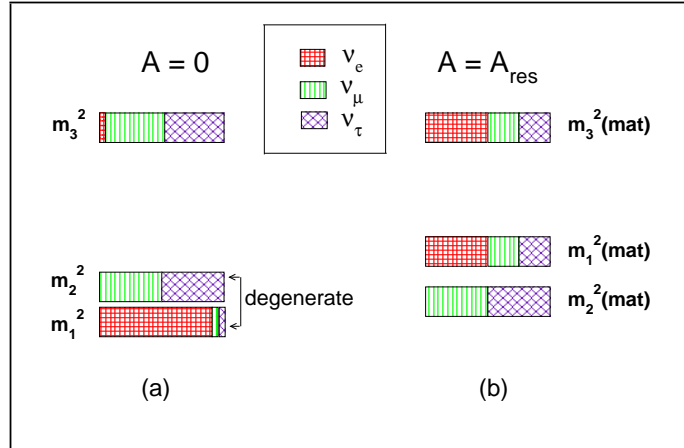 A = 0
ν_e
ν_μ
ν_τ
A = A_res
m_3^2
m_3^2(mat)
m_2^2
m_1^2
degenerate
m_1^2(mat)
m_2^2(mat)
(a)
(b)